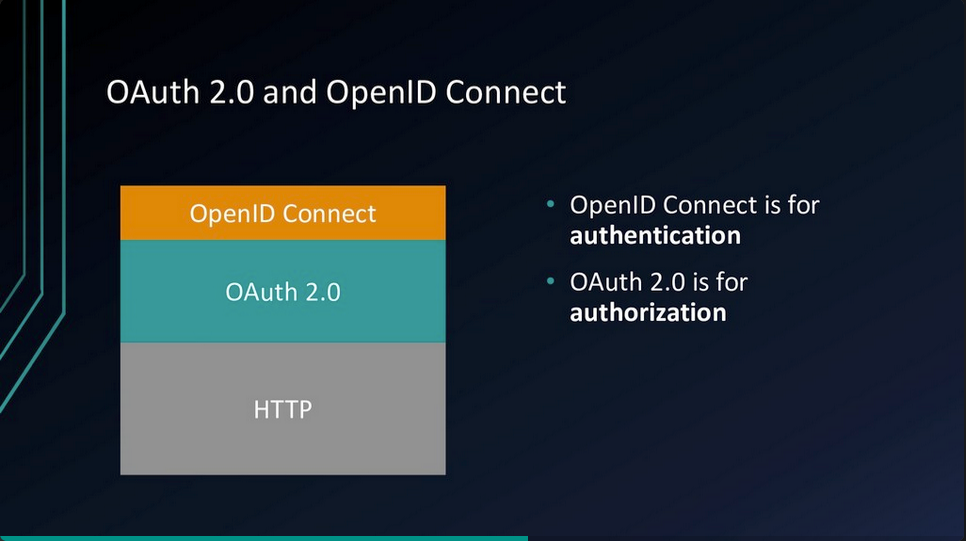 OAuth 2.0 and OpenID Connect
OpenID Connect
OAuth 2.0
HTTP
• OpenID Connect is for
authentication
• OAuth 2.0 is for
authorization